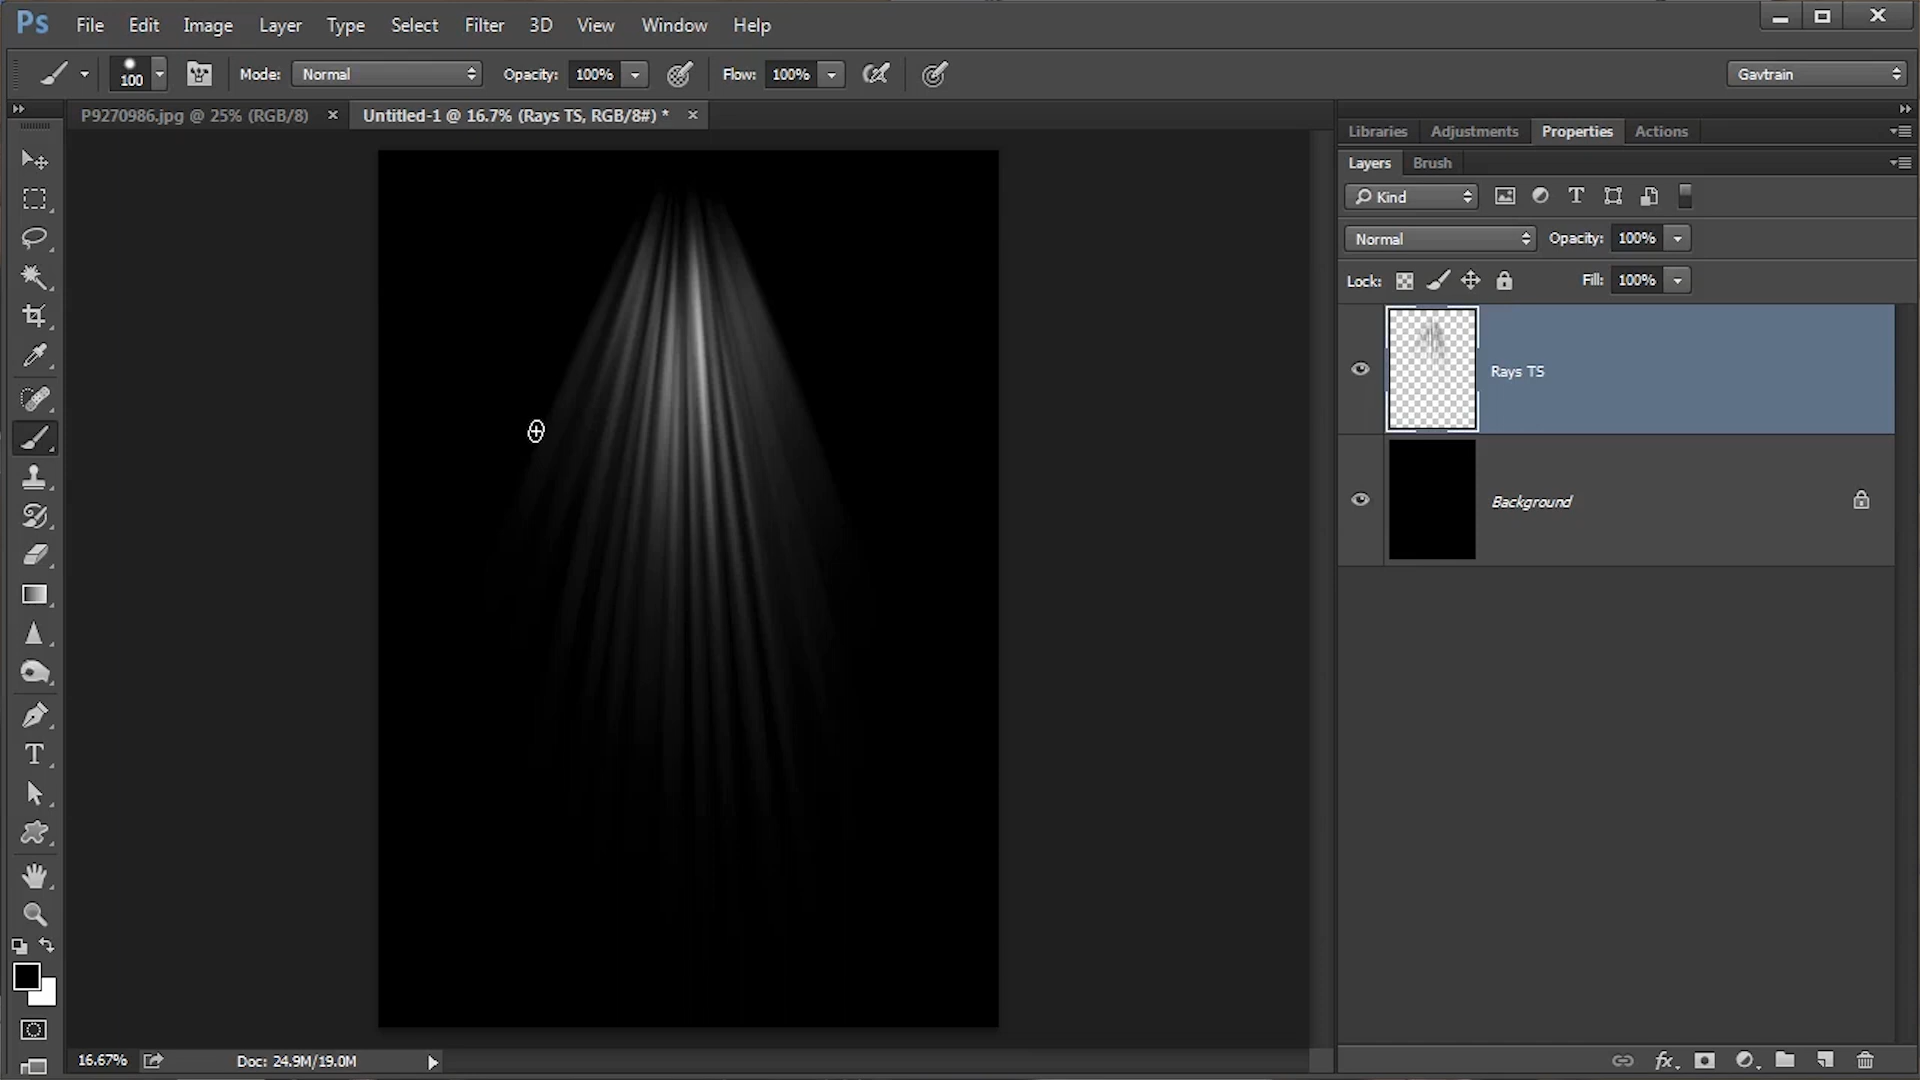 Ps File Edit Image Layer Type Select Filter 3D View Window Help
100 Mode: Normal Opacity: 100% Flow: 100% Gavtrain
P9270986.jpg @ 25% (RGB/8) × Untitled-1 @ 16.7% (Rays TS, RGB/8#) * ×
Libraries Adjustments Properties Actions
Layers Brush
Kind
Normal Opacity: 100%
Lock: Fill: 100%
Rays TS
Background
16.67% Doc: 24.9M/19.0M